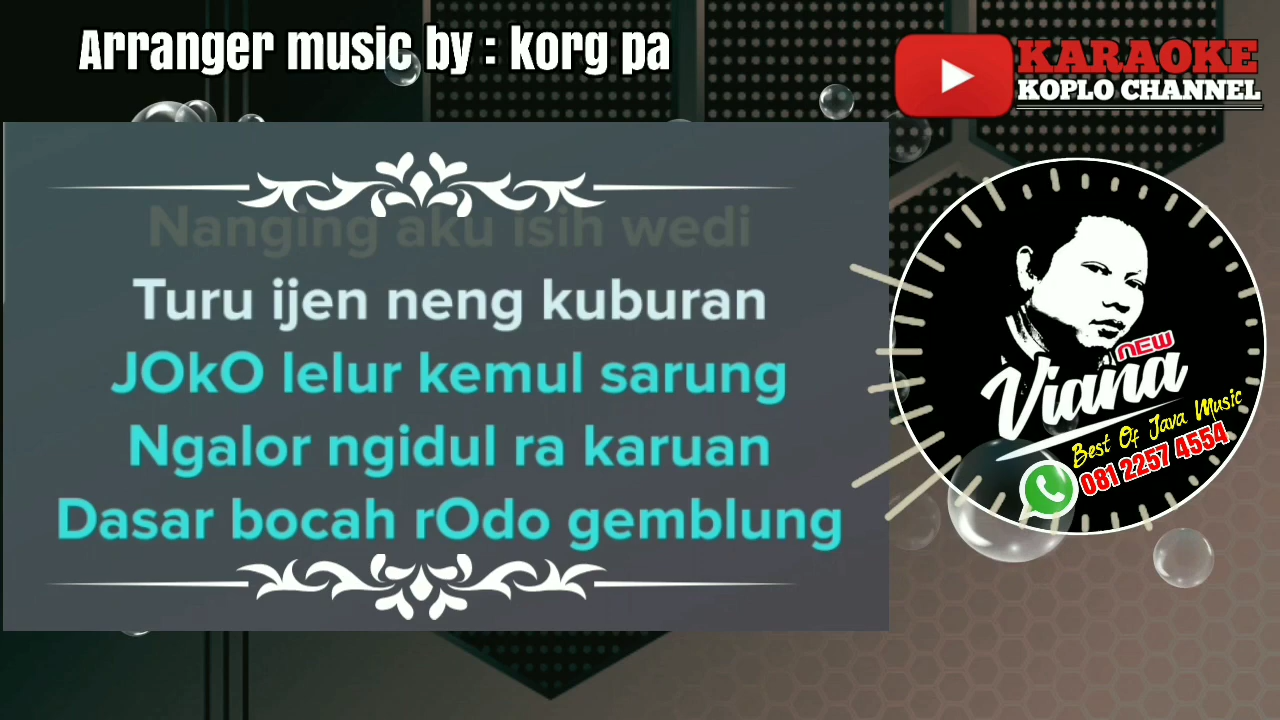 Arranger music by : korg pa
KARAOKE
KOPLO CHANNEL
Nanging aku isih wedi
Turu ijen neng kuburan
JOkO lelur kemul sarung
Ngalor ngidul ra karuan
Dasar bocah rOdo gemblung
NEW
Viana
Best Of Java Music
081 2257 4554